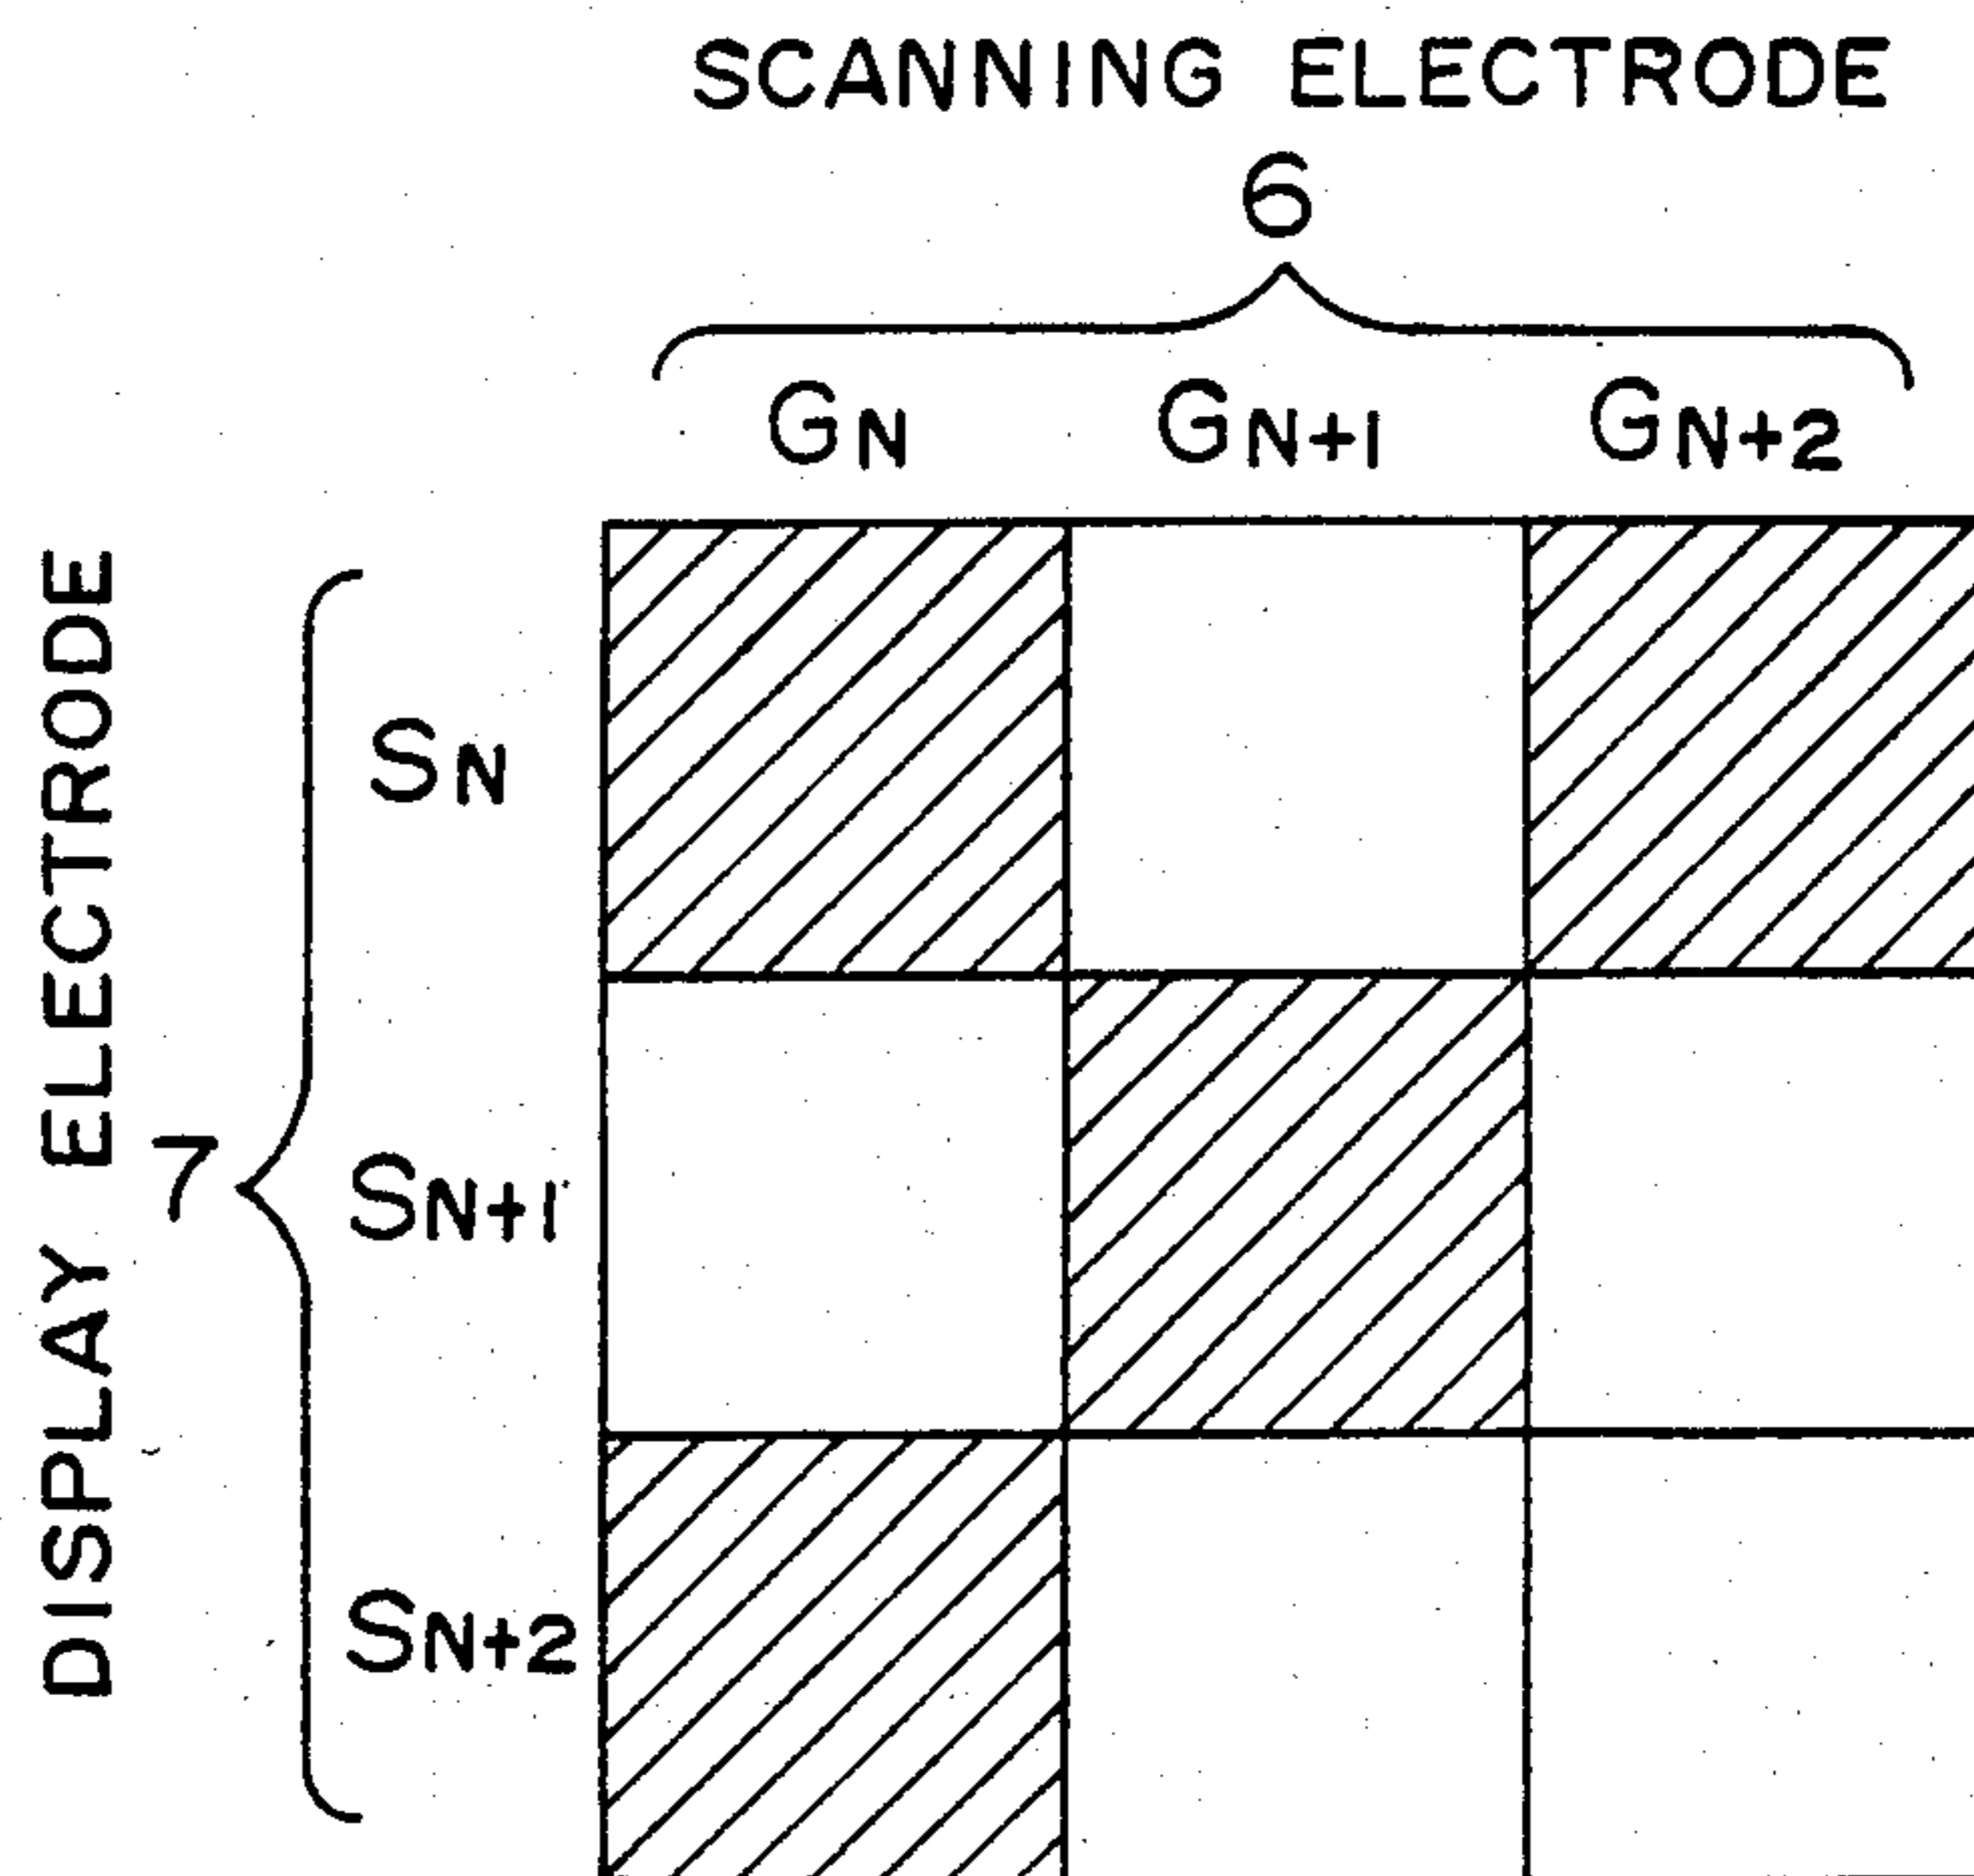 SCANNING ELECTRODE
6
GN GN+1 GN+2
DISPLAY ELECTRODE
7
SN
SN+1
SN+2